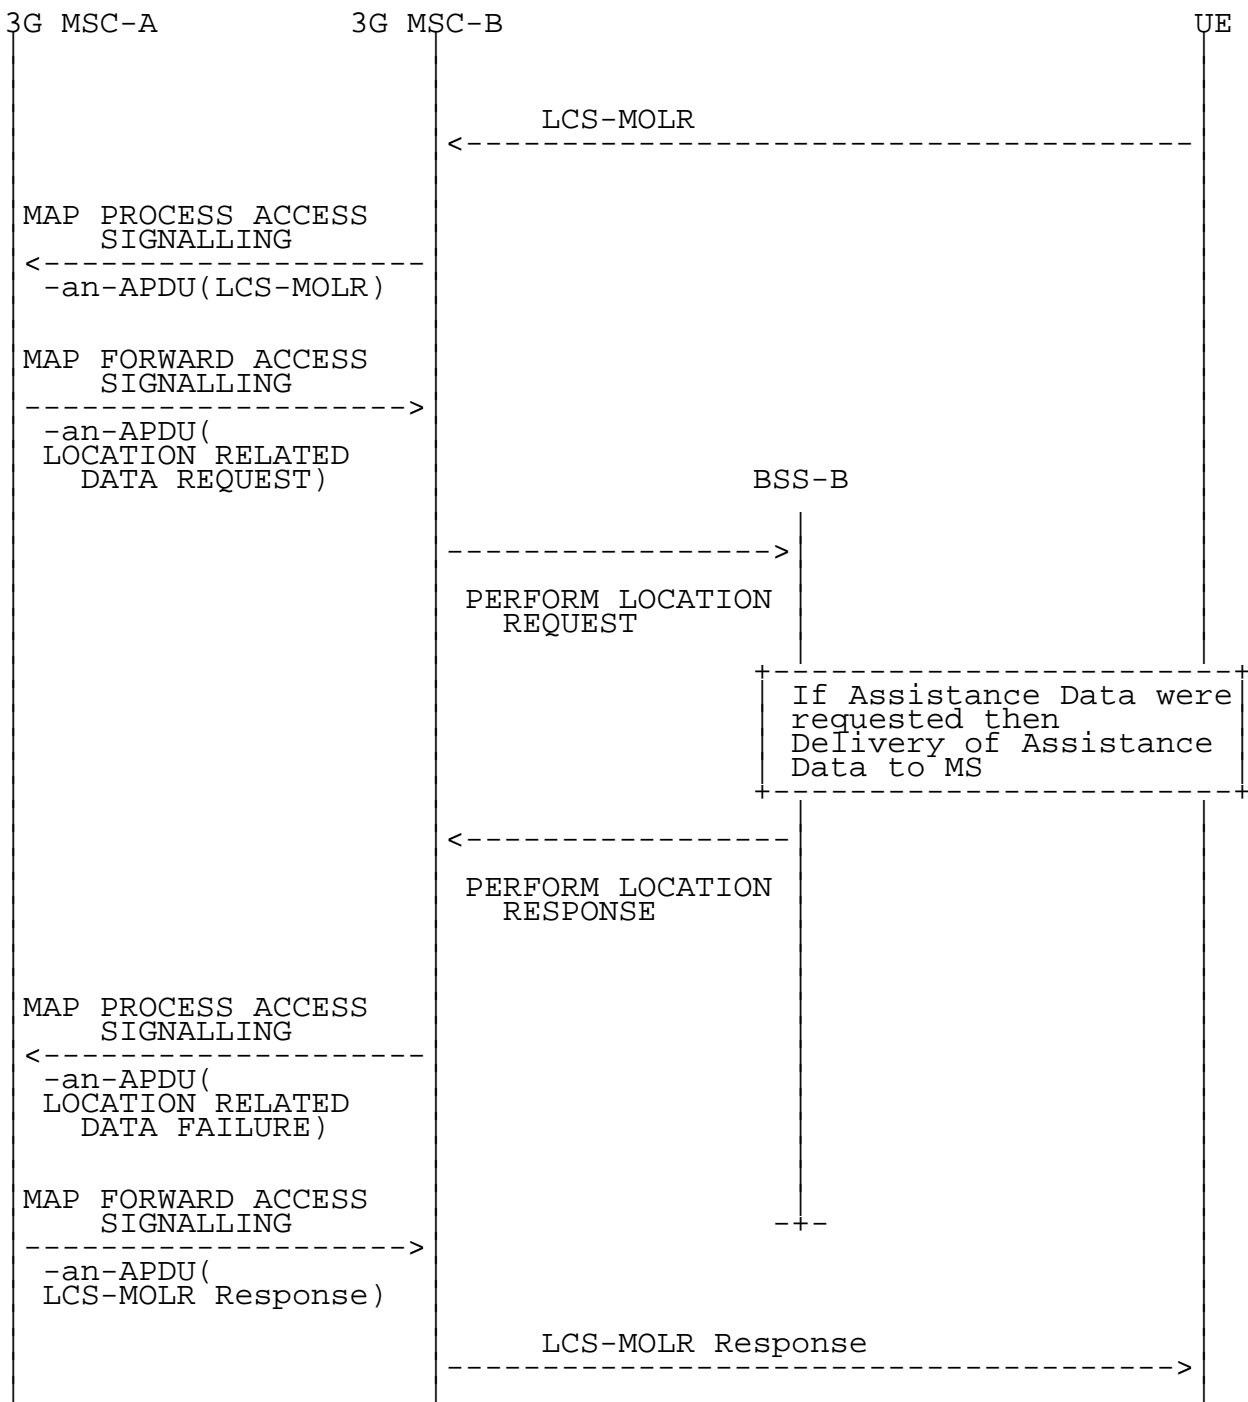 3G MSC-A 3G MSC-B UE
LCS-MOLR
MAP PROCESS ACCESS
SIGNALLING
-an-APDU(LCS-MOLR)
MAP FORWARD ACCESS
SIGNALLING
-an-APDU(
LOCATION RELATED
DATA REQUEST)
BSS-B
PERFORM LOCATION
REQUEST
If Assistance Data were
requested then
Delivery of Assistance
Data to MS
PERFORM LOCATION
RESPONSE
MAP PROCESS ACCESS
SIGNALLING
-an-APDU(
LOCATION RELATED
DATA FAILURE)
MAP FORWARD ACCESS
SIGNALLING
-an-APDU(
LCS-MOLR Response)
LCS-MOLR Response